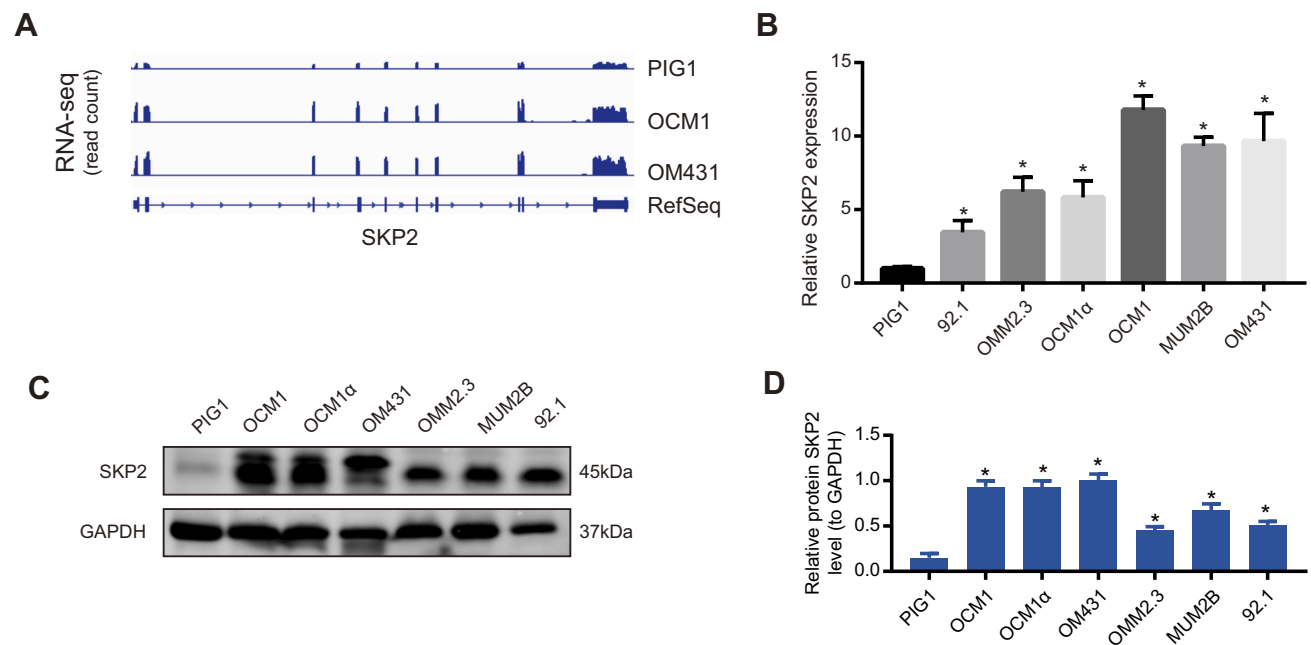 A
RNA-seq
(read count)
PIG1
OCM1
OM431
RefSeq
SKP2
B
Relative SKP2 expression
15
10
5
0
*
*
*
*
*
*
PIG1
92.1
OMM2.3
OCM1α
OCM1
MUM2B
OM431
C
PIG1
OCM1
OCM1α
OM431
OMM2.3
MUM2B
92.1
SKP2
45kDa
GAPDH
37kDa
D
Relative protein SKP2
level (to GAPDH)
1.5
1.0
0.5
0.0
*
*
*
*
*
*
PIG1
OCM1
OCM1α
OM431
OMM2.3
MUM2B
92.1